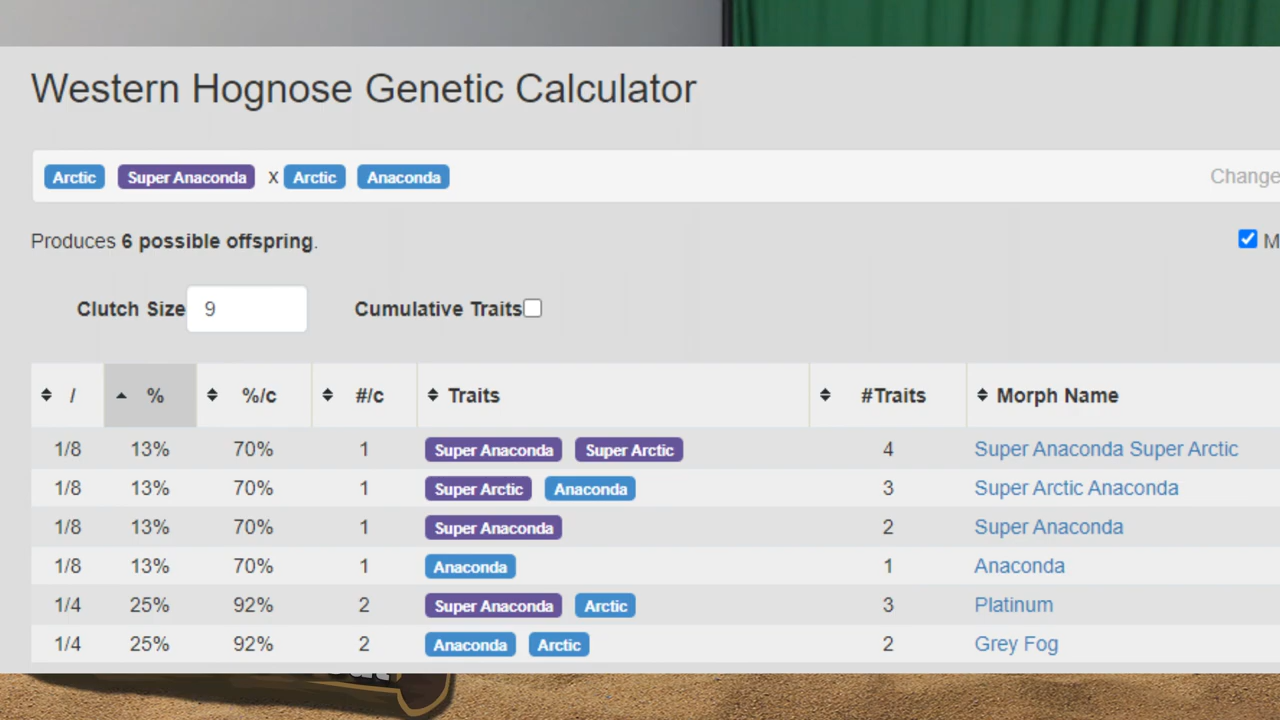 Western Hognose Genetic Calculator
Arctic Super Anaconda x Arctic Anaconda Change
Produces 6 possible offspring. M
Clutch Size 9 Cumulative Traits
/ % %/c #/c Traits #Traits Morph Name
1/8 13% 70% 1 Super Anaconda Super Arctic 4 Super Anaconda Super Arctic
1/8 13% 70% 1 Super Arctic Anaconda 3 Super Arctic Anaconda
1/8 13% 70% 1 Super Anaconda 2 Super Anaconda
1/8 13% 70% 1 Anaconda 1 Anaconda
1/4 25% 92% 2 Super Anaconda Arctic 3 Platinum
1/4 25% 92% 2 Anaconda Arctic 2 Grey Fog